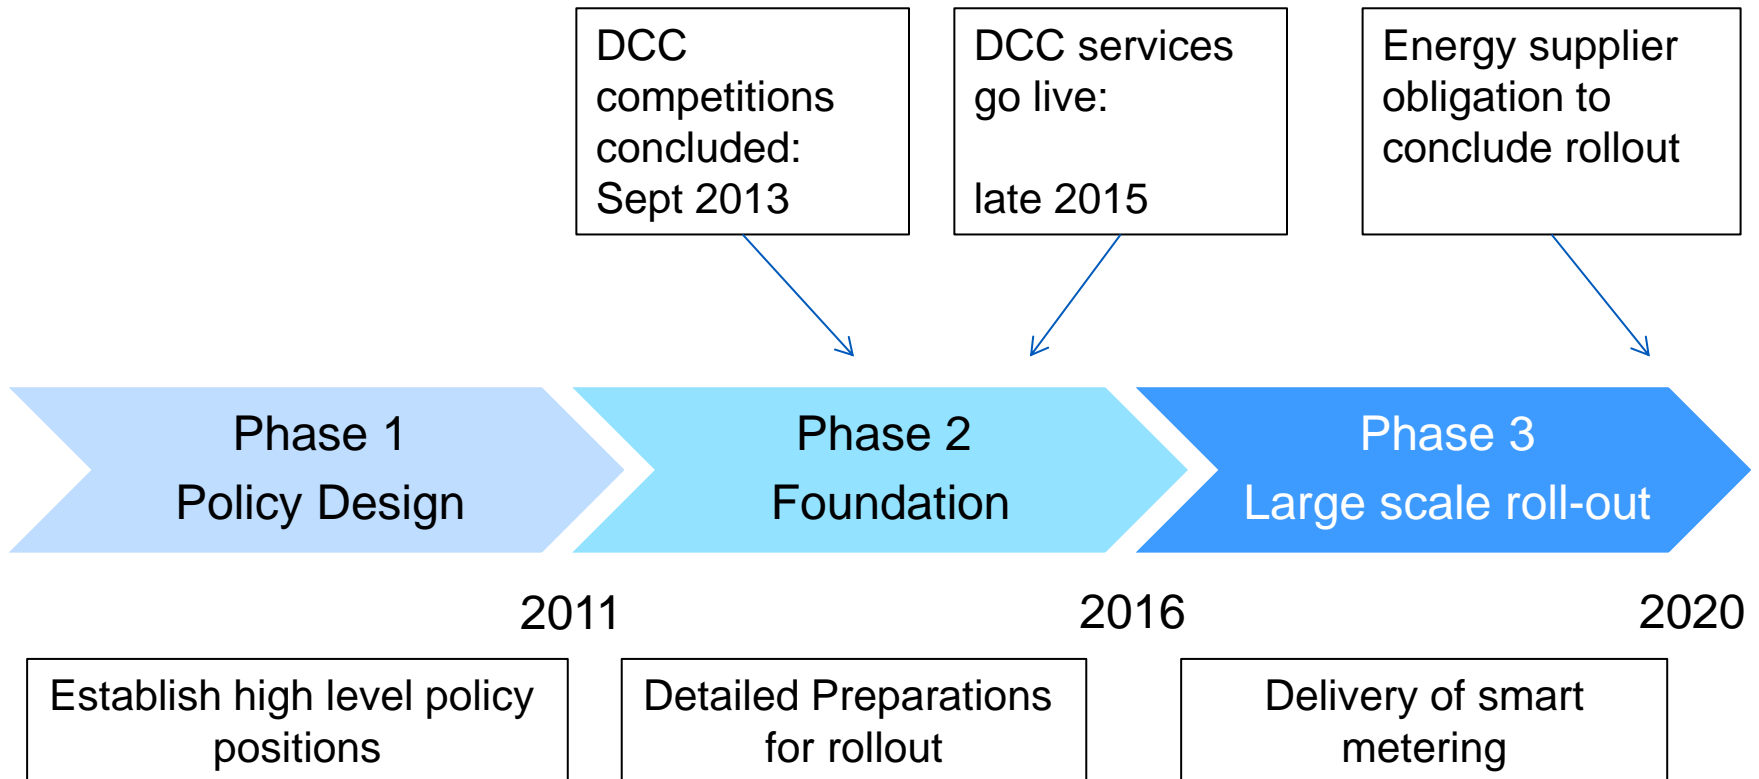 DCC
competitions
concluded:
Sept 2013
DCC services
go live:
late 2015
Energy supplier
obligation to
conclude rollout
Phase 1
Policy Design
Phase 2
Foundation
Phase 3
Large scale roll-out
2011
2016
2020
Establish high level policy
positions
Detailed Preparations
for rollout
Delivery of smart
metering